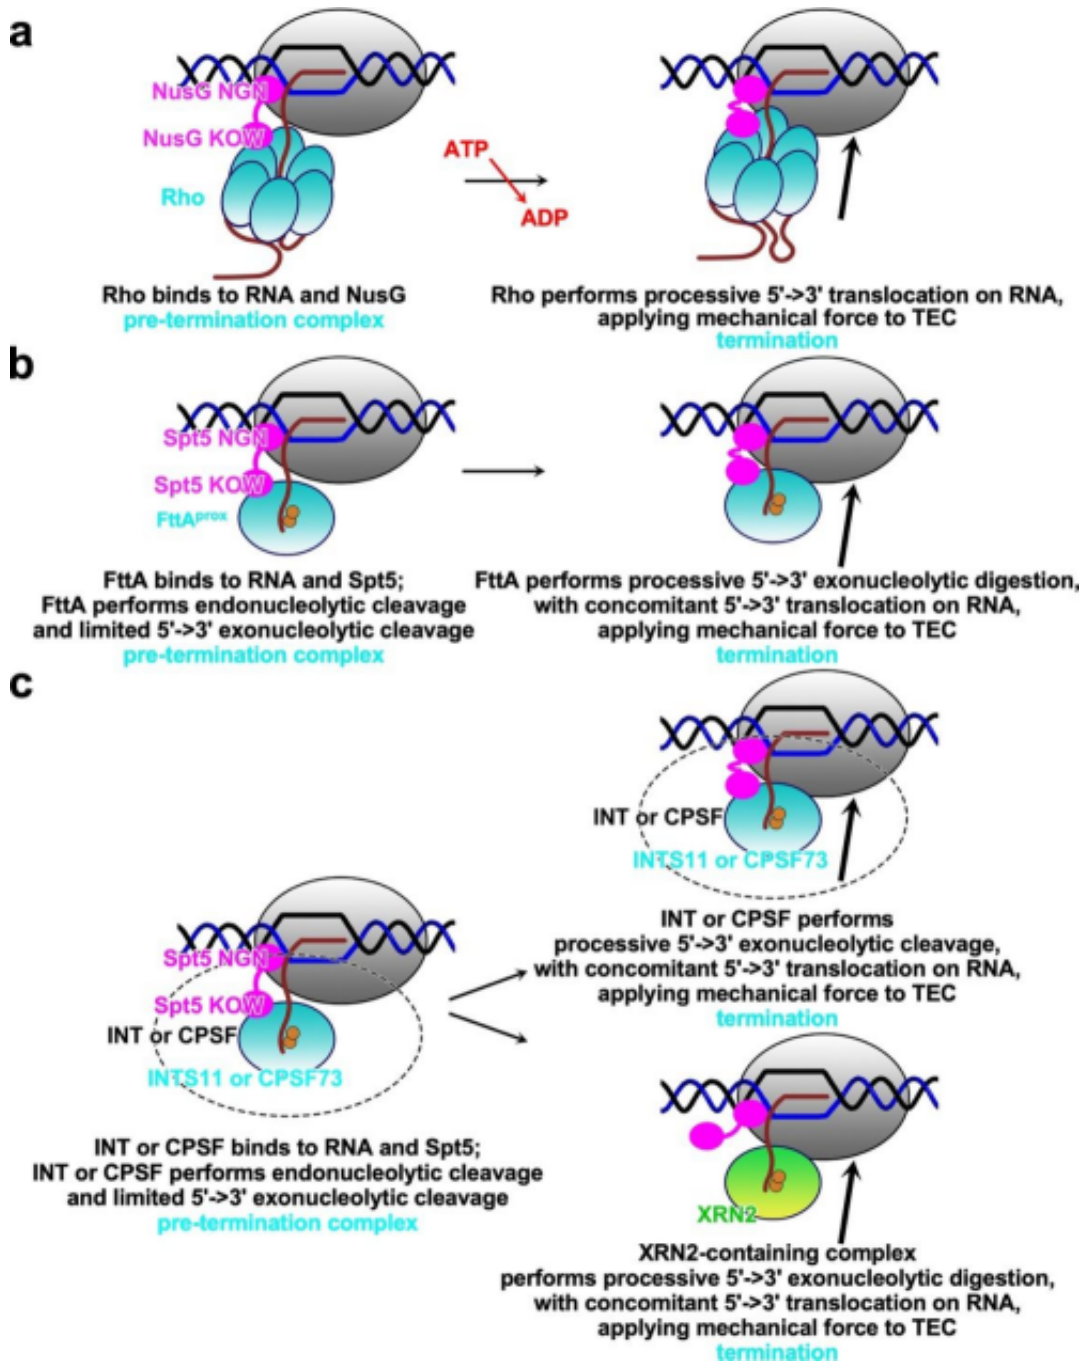 a
NusG NGN
NusG KOW
Rho
ATP
ADP
Rho binds to RNA and NusG
pre-termination complex
Rho performs processive 5'->3' translocation on RNA,
applying mechanical force to TEC
termination
b
Spt5 NGN
Spt5 KOW
FttAprox
FttA binds to RNA and Spt5;
FttA performs endonucleolytic cleavage
and limited 5'->3' exonucleolytic cleavage
pre-termination complex
FttA performs processive 5'->3' exonucleolytic digestion,
with concomitant 5'->3' translocation on RNA,
applying mechanical force to TEC
termination
c
Spt5 NGN
Spt5 KOW
INT or CPSF
INTS11 or CPSF73
INT or CPSF binds to RNA and Spt5;
INT or CPSF performs endonucleolytic cleavage
and limited 5'->3' exonucleolytic cleavage
pre-termination complex
INT or CPSF
INTS11 or CPSF73
INT or CPSF performs
processive 5'->3' exonucleolytic cleavage,
with concomitant 5'->3' translocation on RNA,
applying mechanical force to TEC
termination
XRN2
XRN2-containing complex
performs processive 5'->3' exonucleolytic digestion,
with concomitant 5'->3' translocation on RNA,
applying mechanical force to TEC
termination